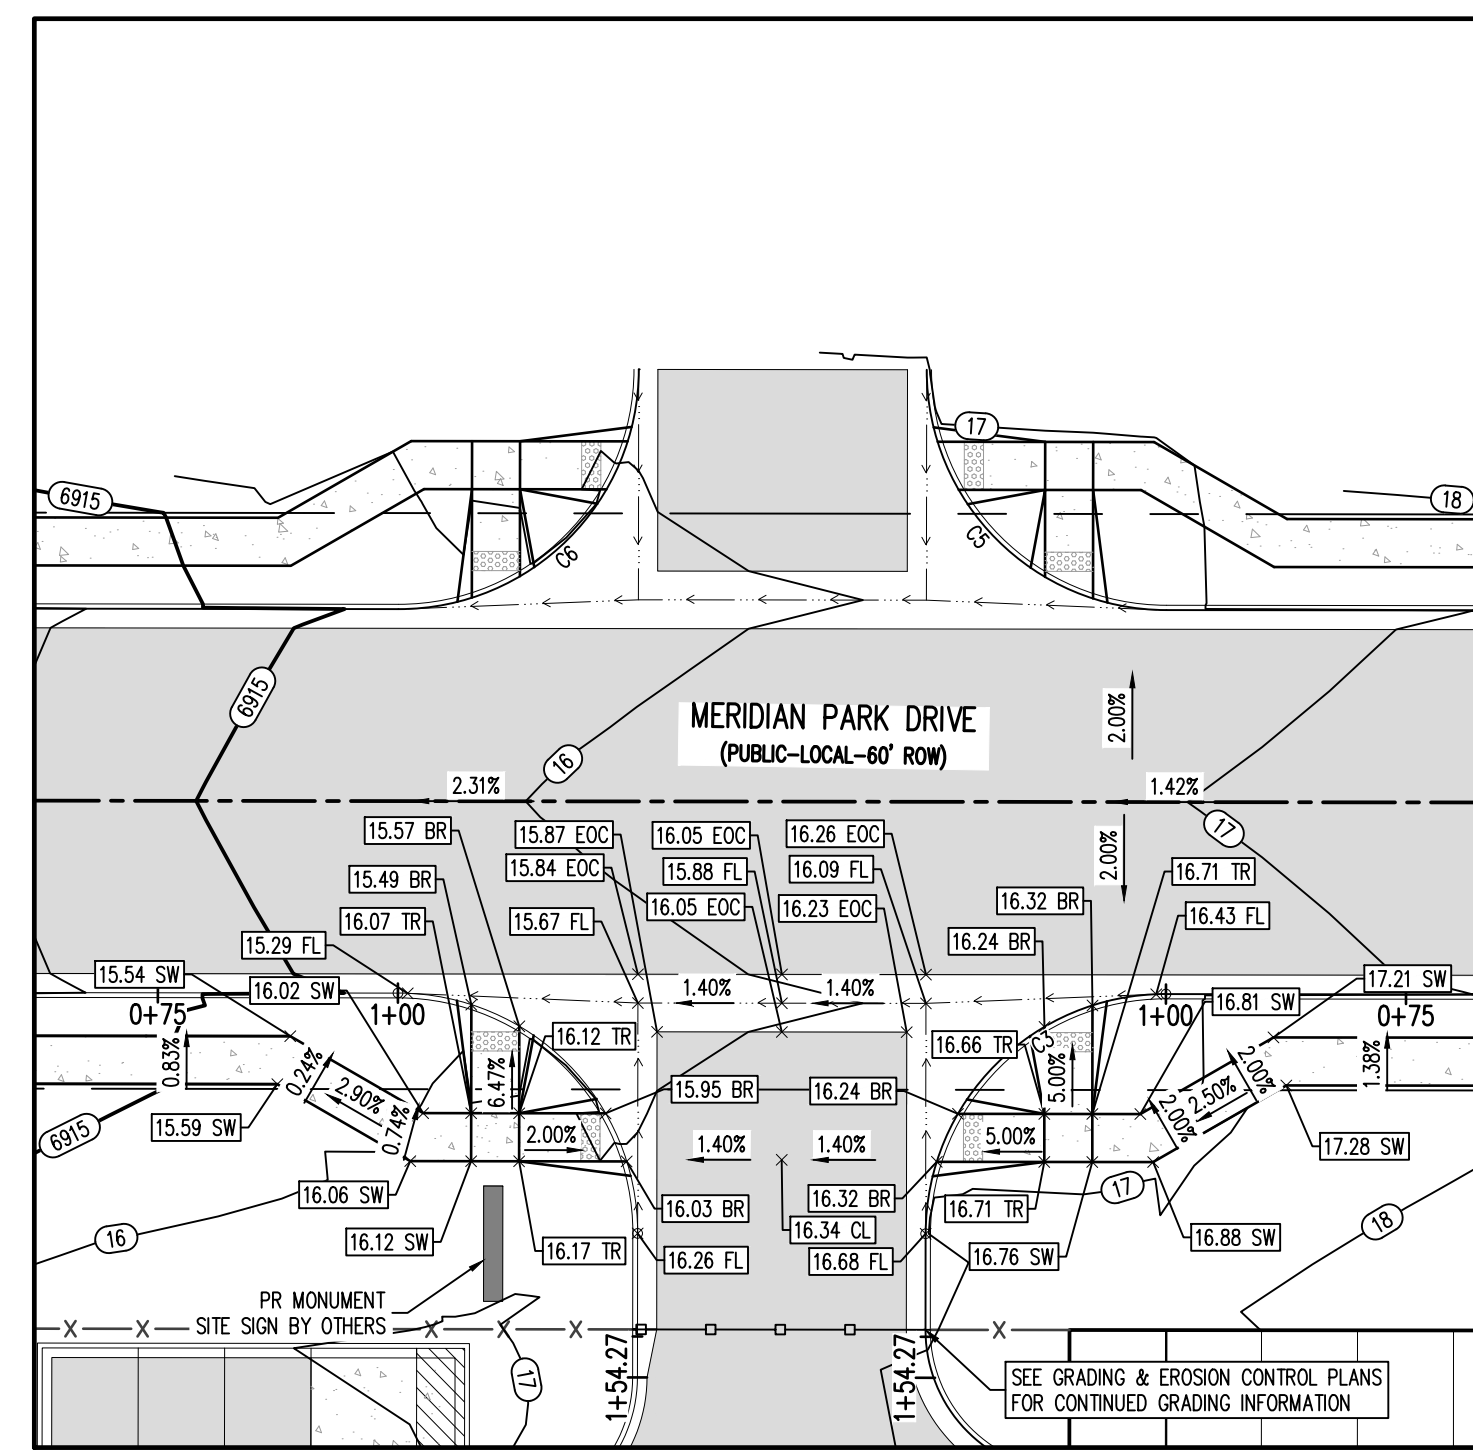 17
6915
18
C6
C5
6915
MERIDIAN PARK DRIVE
(PUBLIC-LOCAL-60' ROW)
2.00%
16
2.31%
1.42%
17
2.00%
15.57 BR
15.87 EOC
16.05 EOC
16.26 EOC
15.84 EOC
15.88 FL
16.09 FL
16.71 TR
15.49 BR
16.32 BR
16.07 TR
15.67 FL
16.05 EOC
16.23 EOC
16.43 FL
15.29 FL
16.24 BR
15.54 SW
16.02 SW
17.21 SW
1.40%
1.40%
16.81 SW
0+75
1+00
1+00
0+75
16.12 TR
16.66 TR
C3
0.83%
0.24%
2.90%
0.74%
6.47%
5.00%
2.00%
2.50%
2.00%
1.38%
15.95 BR
16.24 BR
6915
15.59 SW
2.00%
1.40%
1.40%
5.00%
17.28 SW
16.06 SW
16.03 BR
16.32 BR
16.71 TR
17
18
16
16.12 SW
16.17 TR
16.26 FL
16.34 CL
16.68 FL
16.76 SW
16.88 SW
PR MONUMENT
SITE SIGN BY OTHERS
17
1+54.27
1+54.27
SEE GRADING & EROSION CONTROL PLANS
FOR CONTINUED GRADING INFORMATION